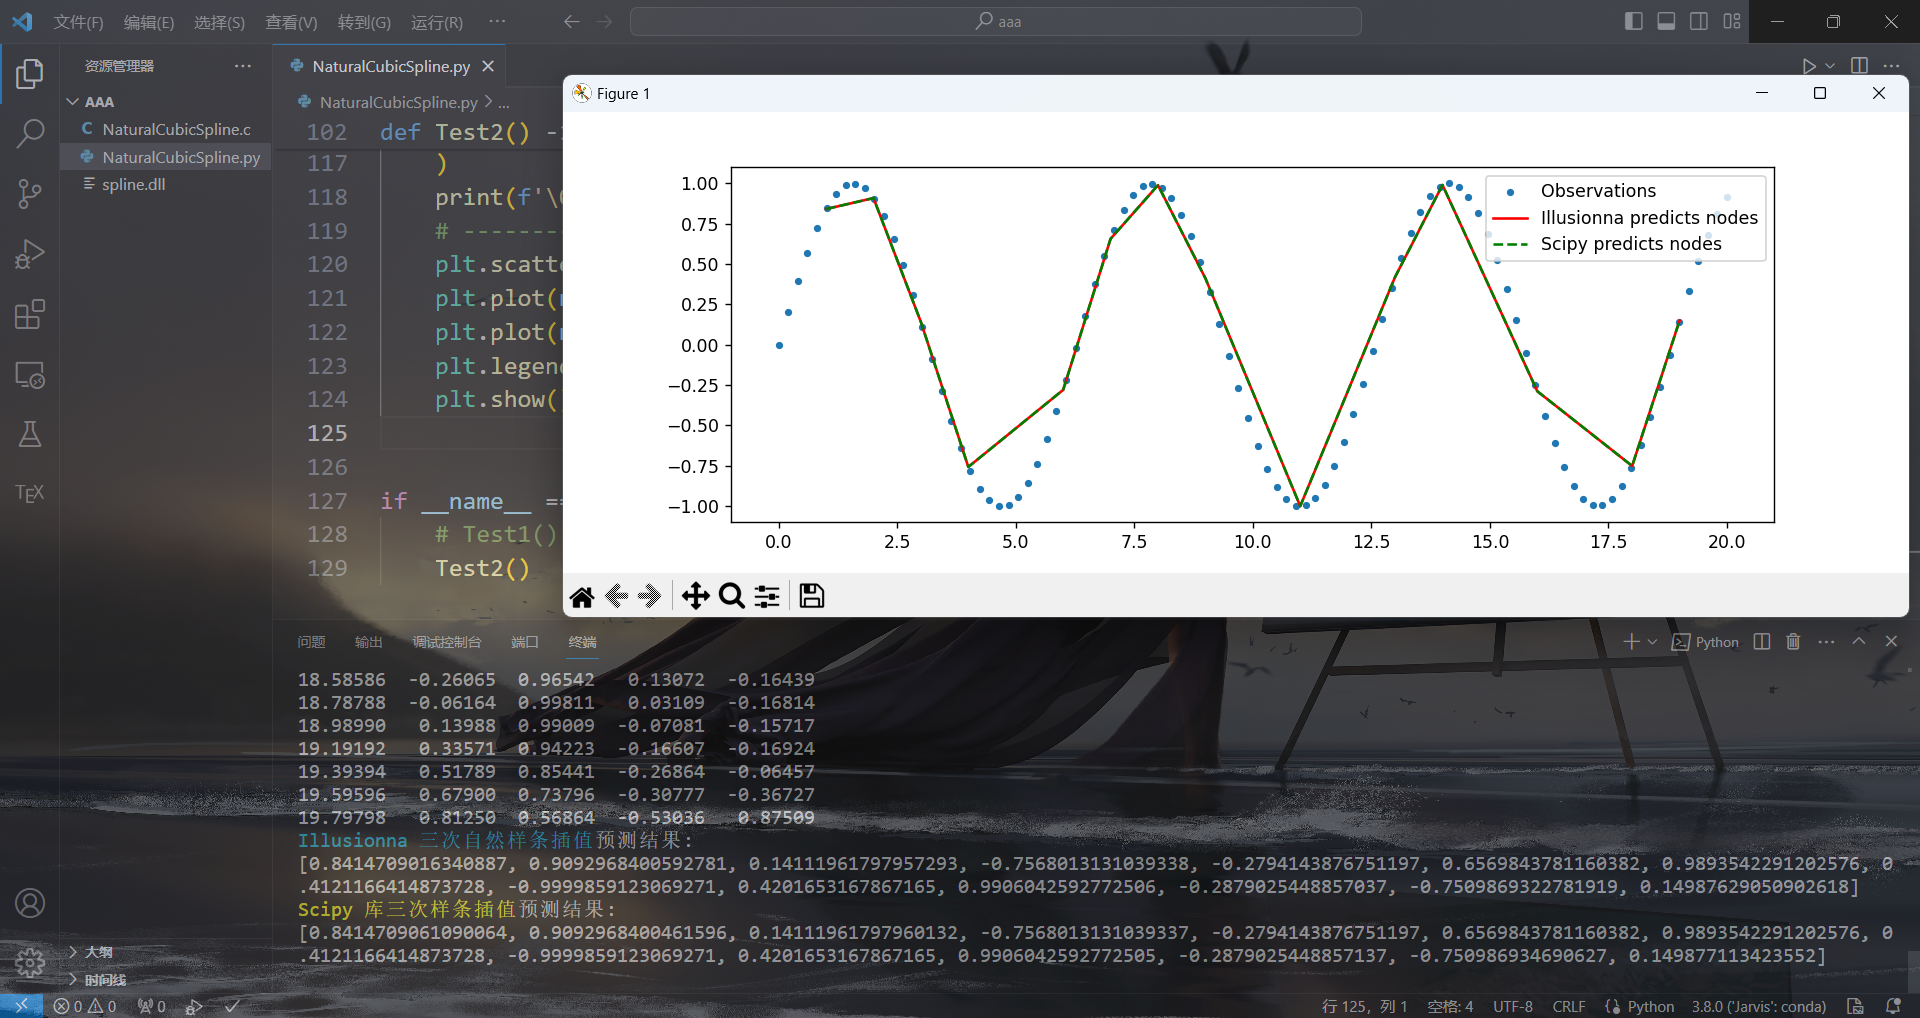 文件(F) 编辑(E) 选择(S) 查看(V) 转到(G) 运行(R) ··· aaa
资源管理器 ···
AAA
C NaturalCubicSpline.c
NaturalCubicSpline.py
spline.dll
大纲
时间线
NaturalCubicSpline.py
NaturalCubicSpline.py > ...
102 def Test2() -
117 )
118 print(f'\
119 # --------
120 plt.scatt
121 plt.plot(
122 plt.plot(
123 plt.legen
124 plt.show(
125
126
127 if __name__ ==
128 # Test1()
129 Test2()
Figure 1
1.00
0.75
0.50
0.25
0.00
−0.25
−0.50
−0.75
−1.00
0.0 2.5 5.0 7.5 10.0 12.5 15.0 17.5 20.0
Observations
Illusionna predicts nodes
Scipy predicts nodes
问题 输出 调试控制台 端口 终端
Python
18.58586 -0.26065 0.96542 0.13072 -0.16439
18.78788 -0.06164 0.99811 0.03109 -0.16814
18.98990 0.13988 0.99009 -0.07081 -0.15717
19.19192 0.33571 0.94223 -0.16607 -0.16924
19.39394 0.51789 0.85441 -0.26864 -0.06457
19.59596 0.67900 0.73796 -0.30777 -0.36727
19.79798 0.81250 0.56864 -0.53036 0.87509
Illusionna 三次自然样条插值预测结果:
[0.8414709016340887, 0.9092968400592781, 0.14111961797957293, -0.7568013131039338, -0.2794143876751197, 0.6569843781160382, 0.9893542291202576, 0
.4121166414873728, -0.9999859123069271, 0.4201653167867165, 0.9906042592772506, -0.2879025448857037, -0.7509869322781919, 0.14987629050902618]
Scipy 库三次样条插值预测结果:
[0.8414709061090064, 0.9092968400461596, 0.14111961797960132, -0.7568013131039337, -0.2794143876751197, 0.6569843781160382, 0.9893542291202576, 0
.4121166414873728, -0.9999859123069271, 0.4201653167867165, 0.9906042592772505, -0.2879025448857137, -0.750986934690627, 0.149877113423552]
TEX
0 0 0
行 125, 列 1 空格: 4 UTF-8 CRLF Python 3.8.0 ('Jarvis': conda)